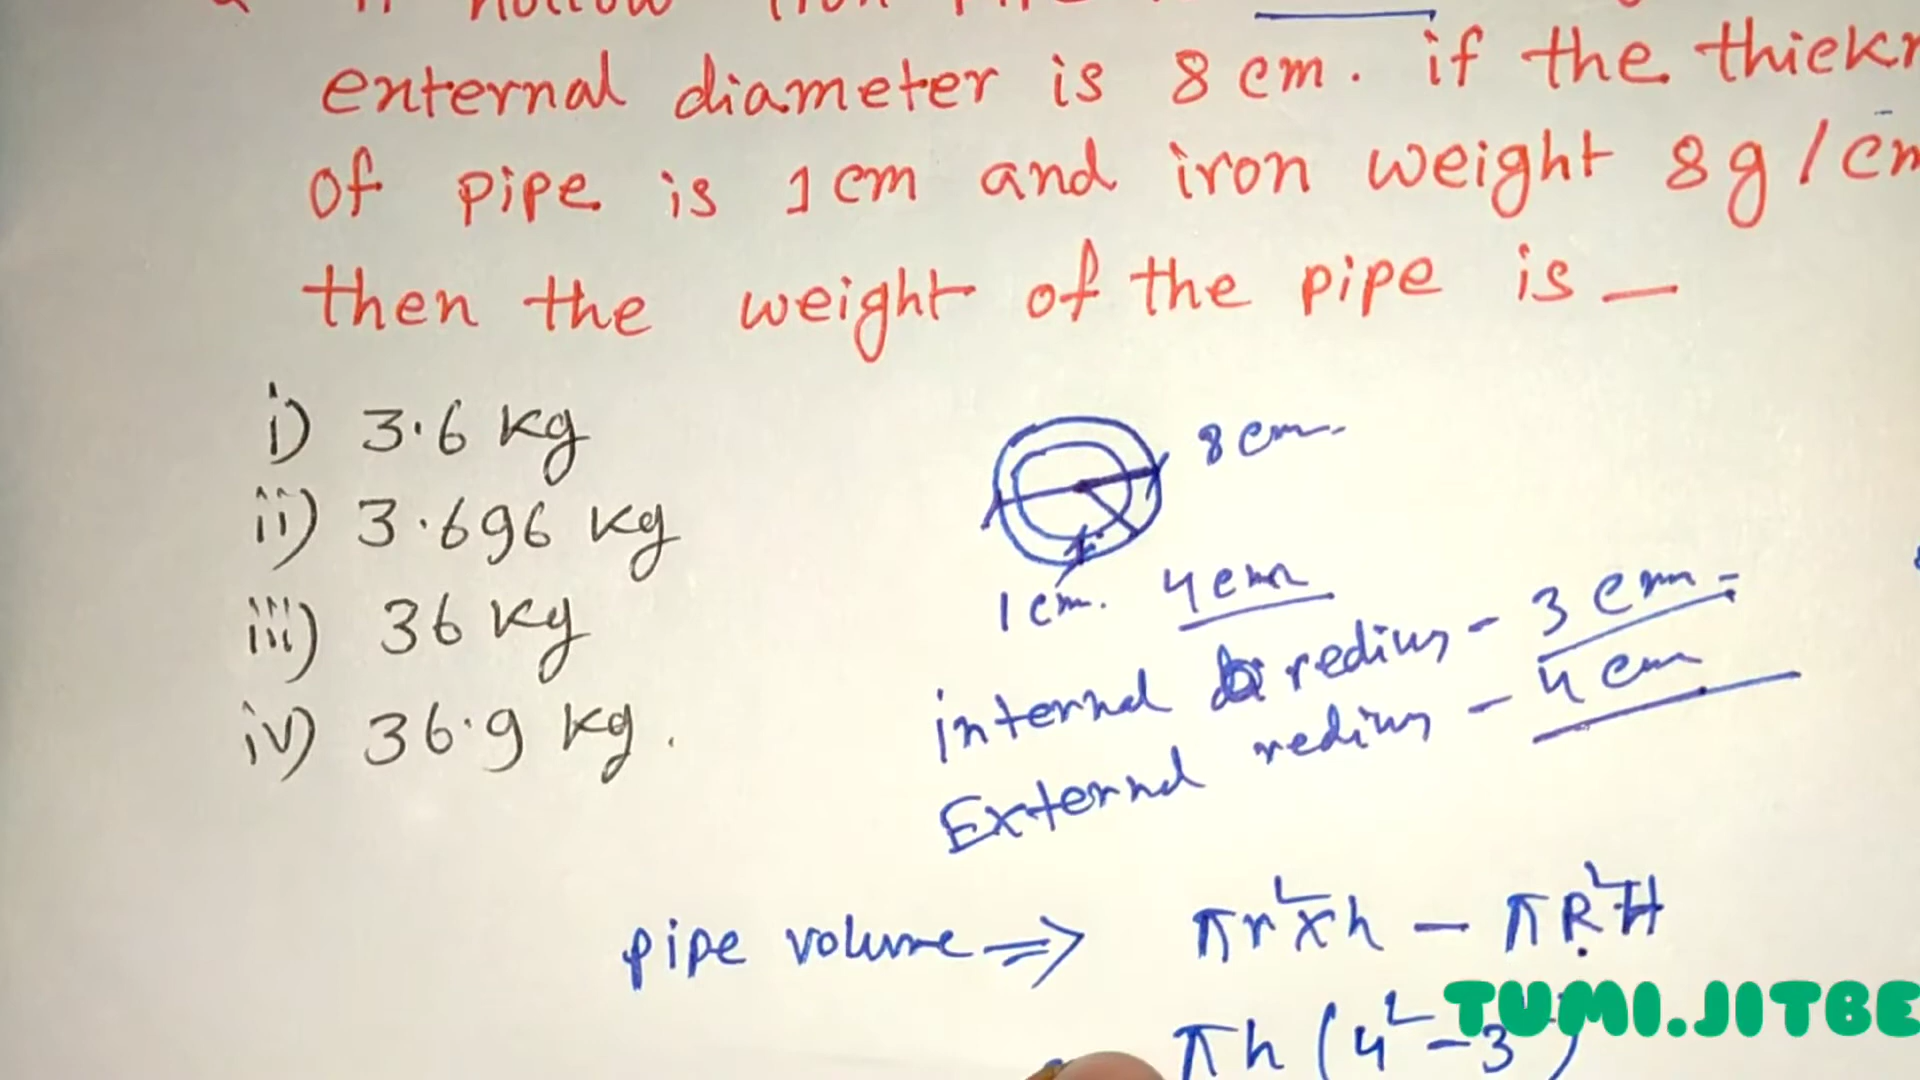 external diameter is 8 cm. if the
of pipe is 1 cm and iron weight 8 g /
then the weight of the pipe is —
i) 3.6 kg
ii) 3.696 kg
iii) 36 kg
iv) 36.9 kg.
8 cm.
1 cm.
4 cm
internal redius - 3 cm -
External redius - 4 cm
pipe volume ⇒ πr²×h - πR²H
πh (4² - 3²)
TUMI.JITBE